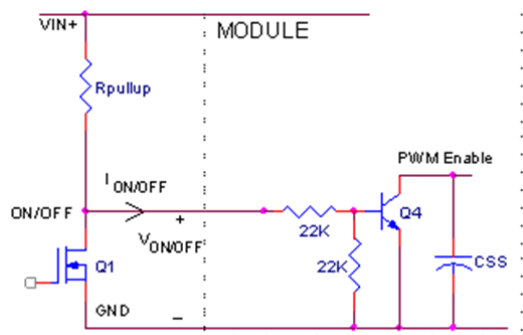 VIN+
MODULE
Rpullup
PWM Enable
I ON/OFF
ON/OFF
+
22K
Q4
V ON/OFF
22K
CSS
Q1
GND
–